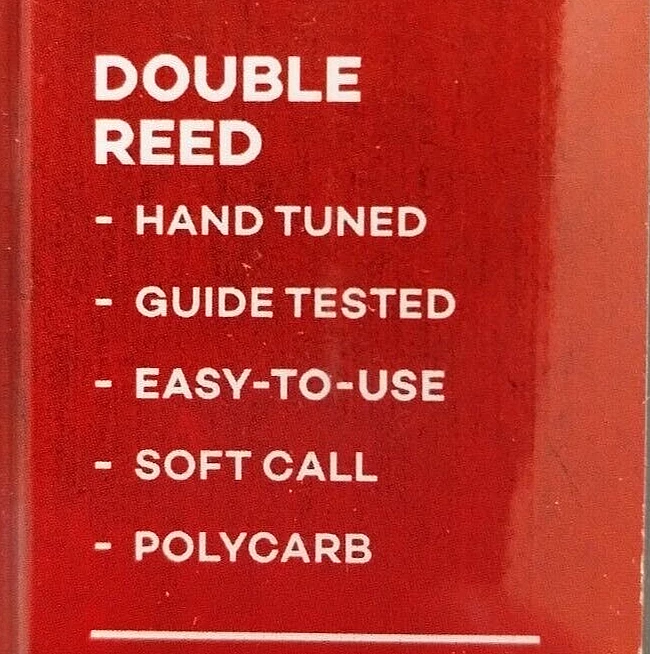 DOUBLE
REED
- HAND TUNED
- GUIDE TESTED
- EASY-TO-USE
- SOFT CALL
- POLYCARB